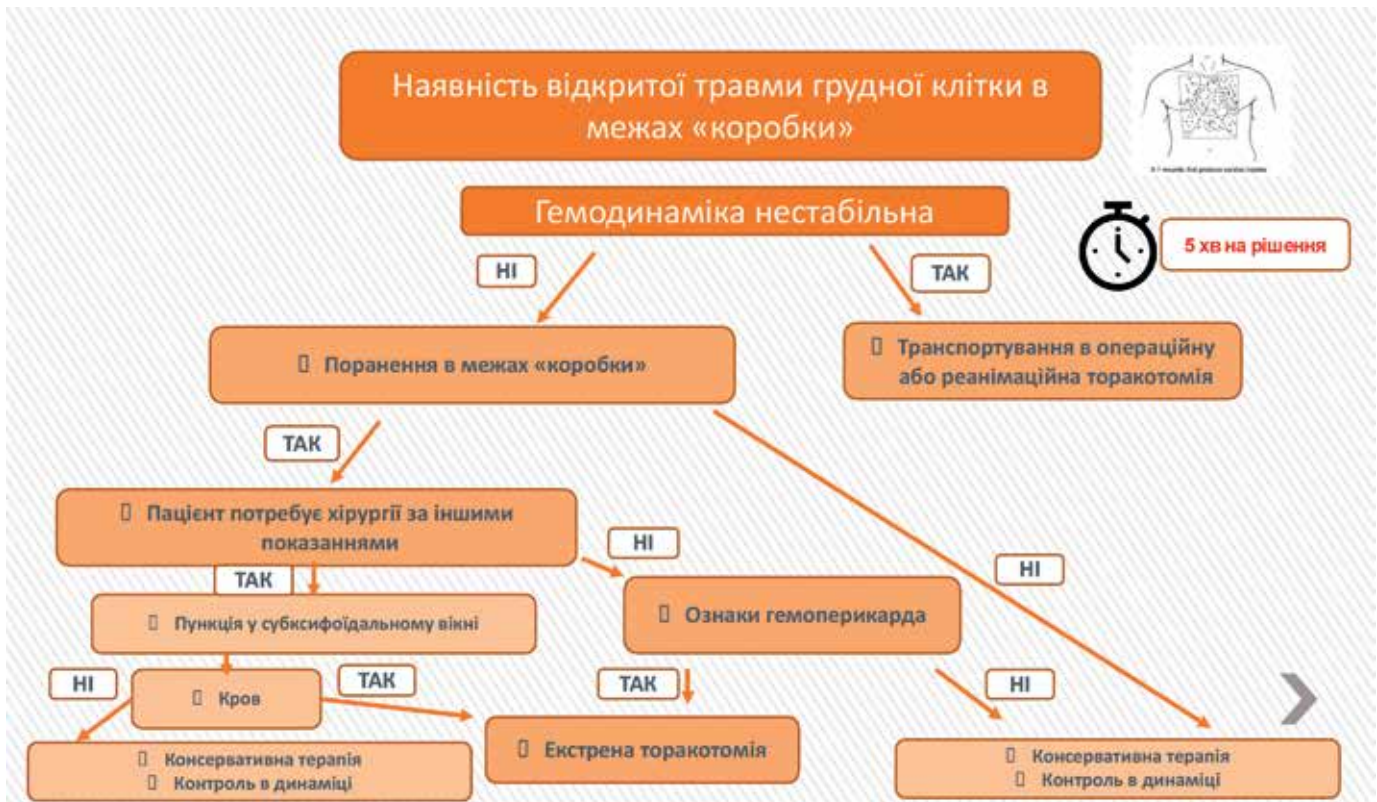 Наявність відкритої травми грудної клітки в
межах «коробки»
Гемодинаміка нестабільна
5 хв на рішення
НІ
ТАК
Поранення в межах «коробки»
Транспортування в операційну
або реанімаційна торакотомія
ТАК
Пацієнт потребує хірургії за іншими
показаннями
НІ
НІ
ТАК
Ознаки гемоперикарда
Пункція у субксифоїдальному вікні
НІ
ТАК
ТАК
НІ
Кров
Екстрена торакотомія
Консервативна терапія
Контроль в динаміці
Консервативна терапія
Контроль в динаміці